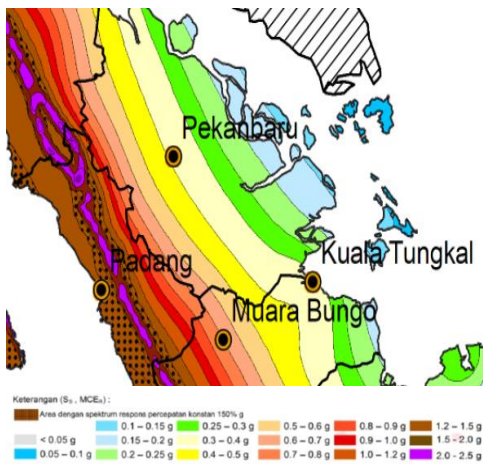 Pekanbaru
Padang
Kuala Tungkal
Muara Bungo
Keterangan (Sₛ , MCEᵣ) :
Area dengan spektrum respons percepatan konstan 150% g
0.1 – 0.15 g 0.25 – 0.3 g 0.5 – 0.6 g 0.8 – 0.9 g 1.2 – 1.5 g
< 0.05 g 0.15 – 0.2 g 0.3 – 0.4 g 0.6 – 0.7 g 0.9 – 1.0 g 1.5 – 2.0 g
0.05 – 0.1 g 0.2 – 0.25 g 0.4 – 0.5 g 0.7 – 0.8 g 1.0 – 1.2 g 2.0 - 2.5 g